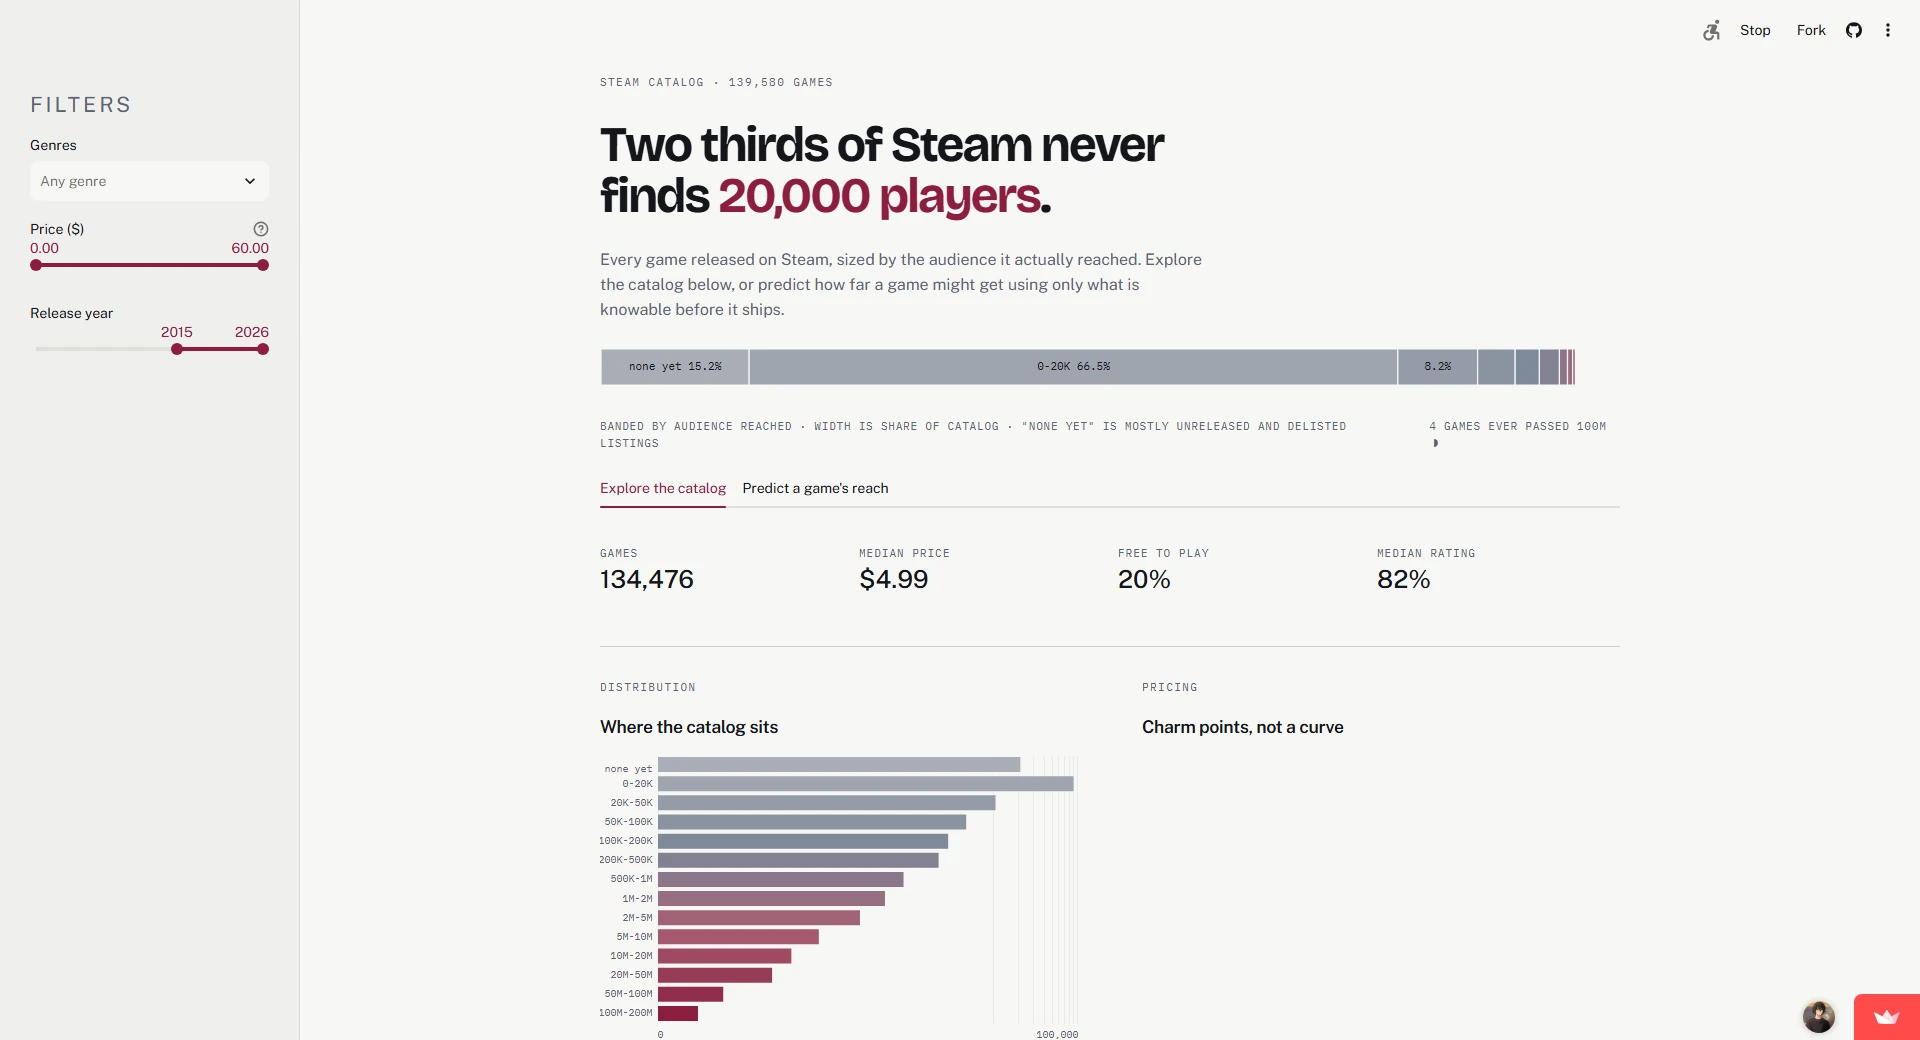 Stop
Fork
FILTERS
Genres
Any genre
Price ($)
0.00 60.00
Release year
2015 2026
STEAM CATALOG · 139,580 GAMES
Two thirds of Steam never
finds 20,000 players.
Every game released on Steam, sized by the audience it actually reached. Explore
the catalog below, or predict how far a game might get using only what is
knowable before it ships.
none yet 15.2% 0-20K 66.5% 8.2%
BANDED BY AUDIENCE REACHED · WIDTH IS SHARE OF CATALOG · "NONE YET" IS MOSTLY UNRELEASED AND DELISTED
LISTINGS
4 GAMES EVER PASSED 100M
Explore the catalog
Predict a game's reach
GAMES
134,476
MEDIAN PRICE
$4.99
FREE TO PLAY
20%
MEDIAN RATING
82%
DISTRIBUTION
Where the catalog sits
none yet
0-20K
20K-50K
50K-100K
100K-200K
200K-500K
500K-1M
1M-2M
2M-5M
5M-10M
10M-20M
20M-50M
50M-100M
100M-200M
0 100,000
PRICING
Charm points, not a curve